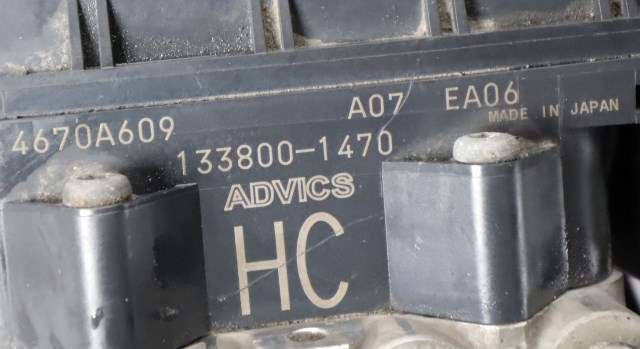 A07 EA06
MADE IN JAPAN
4670A609
133800-1470
ADVICS
HC